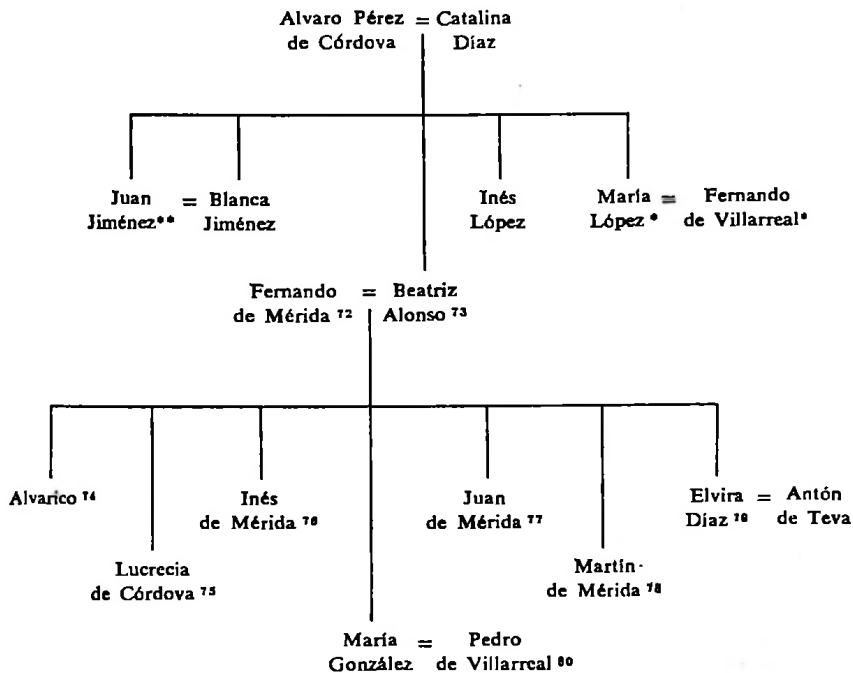 Alvaro Pérez = Catalina
de Córdova Díaz
Juan = Blanca
Jiménez** Jiménez
Inés
López
María = Fernando
López * de Villarreal*
Fernando = Beatriz
de Mérida 72 Alonso 73
Alvarico 74
Inés
de Mérida 76
Juan
de Mérida 77
Elvira = Antón
Díaz 79 de Teva
Lucrecia
de Córdova 75
Martín
de Mérida 78
María = Pedro
González de Villarreal 80